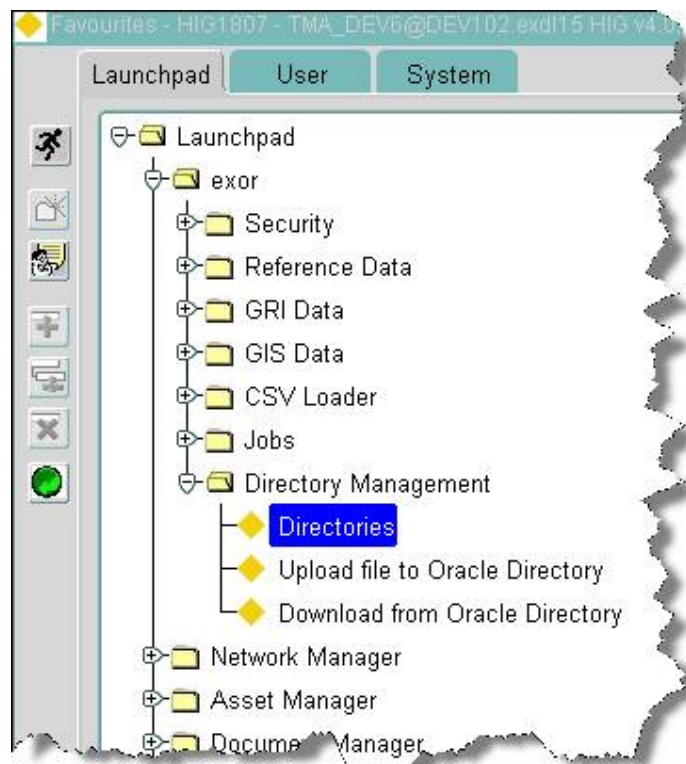 Favourites - HIG1807 - TMA_DEV6@DEV102.exdl15 HIG v4.0
Launchpad
User
System
Launchpad
exor
Security
Reference Data
GRI Data
GIS Data
CSV Loader
Jobs
Directory Management
Directories
Upload file to Oracle Directory
Download from Oracle Directory
Network Manager
Asset Manager
Document Manager